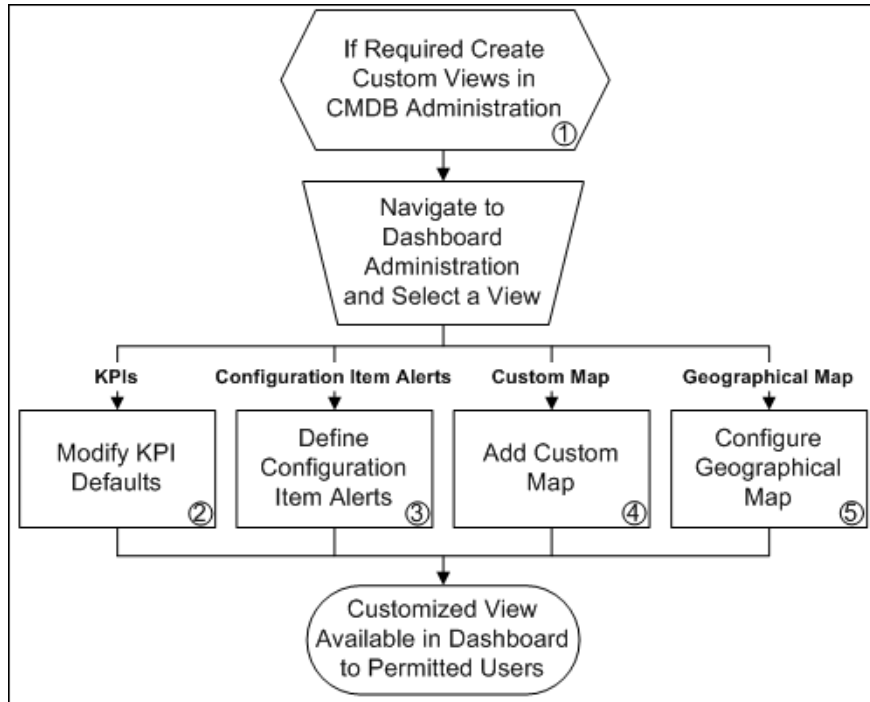 If Required Create
Custom Views in
CMDB Administration
①
Navigate to
Dashboard
Administration
and Select a View
KPIs
Configuration Item Alerts
Custom Map
Geographical Map
Modify KPI
Defaults
②
Define
Configuration
Item Alerts
③
Add Custom
Map
④
Configure
Geographical
Map
⑤
Customized View
Available in Dashboard
to Permitted Users